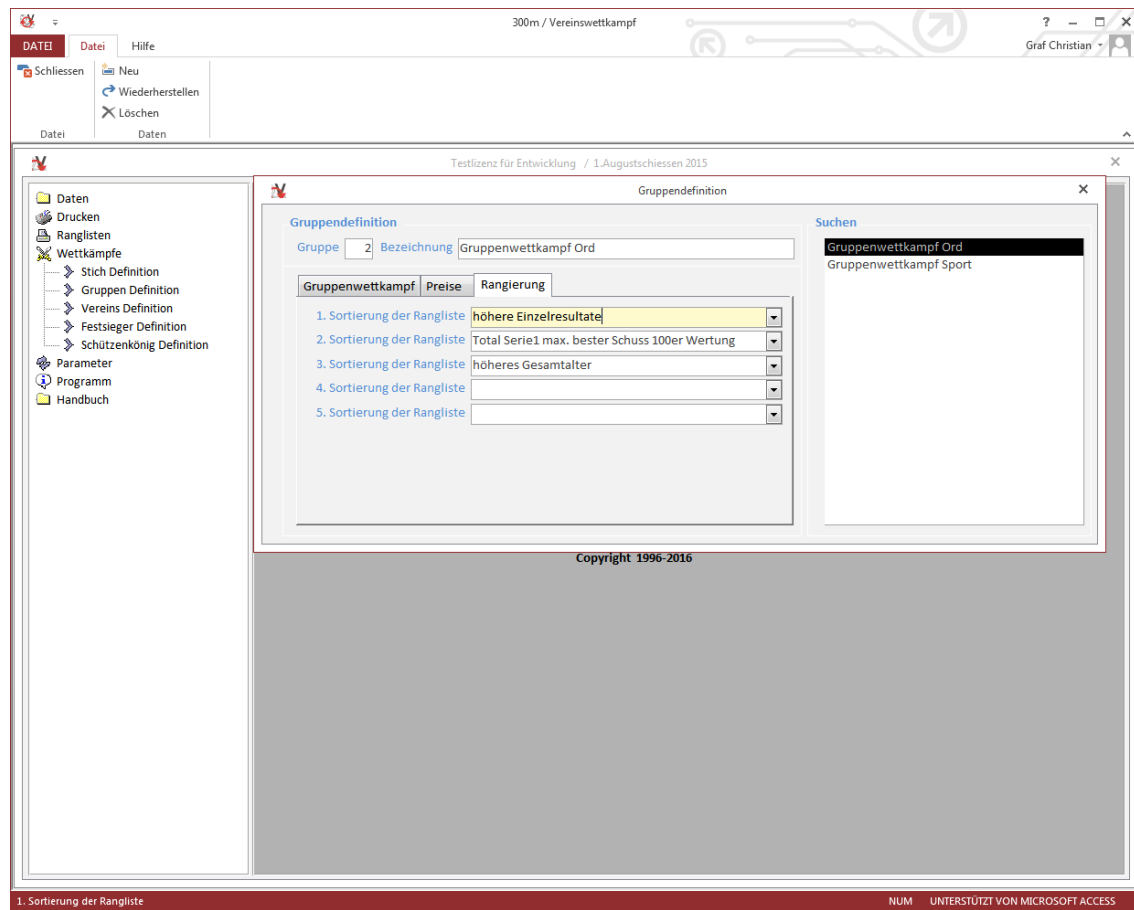 300m / Vereinswettkampf
?
DATEI Datei Hilfe
Graf Christian
Schliessen
Neu
Wiederherstellen
Löschen
Datei Daten
Testlizenz für Entwicklung / 1.Augustschiessen 2015
Daten
Drucken
Ranglisten
Wettkämpfe
Stich Definition
Gruppen Definition
Vereins Definition
Festsieger Definition
Schützenkönig Definition
Parameter
Programm
Handbuch
Gruppendefinition
Gruppendefinition
Gruppe 2 Bezeichnung Gruppenwettkampf Ord
Gruppenwettkampf Preise Rangierung
1. Sortierung der Rangliste höhere Einzelresultate
2. Sortierung der Rangliste Total Serie1 max. bester Schuss 100er Wertung
3. Sortierung der Rangliste höheres Gesamtalter
4. Sortierung der Rangliste
5. Sortierung der Rangliste
Suchen
Gruppenwettkampf Ord
Gruppenwettkampf Sport
Copyright 1996-2016
1. Sortierung der Rangliste
NUM UNTERSTÜTZT VON MICROSOFT ACCESS